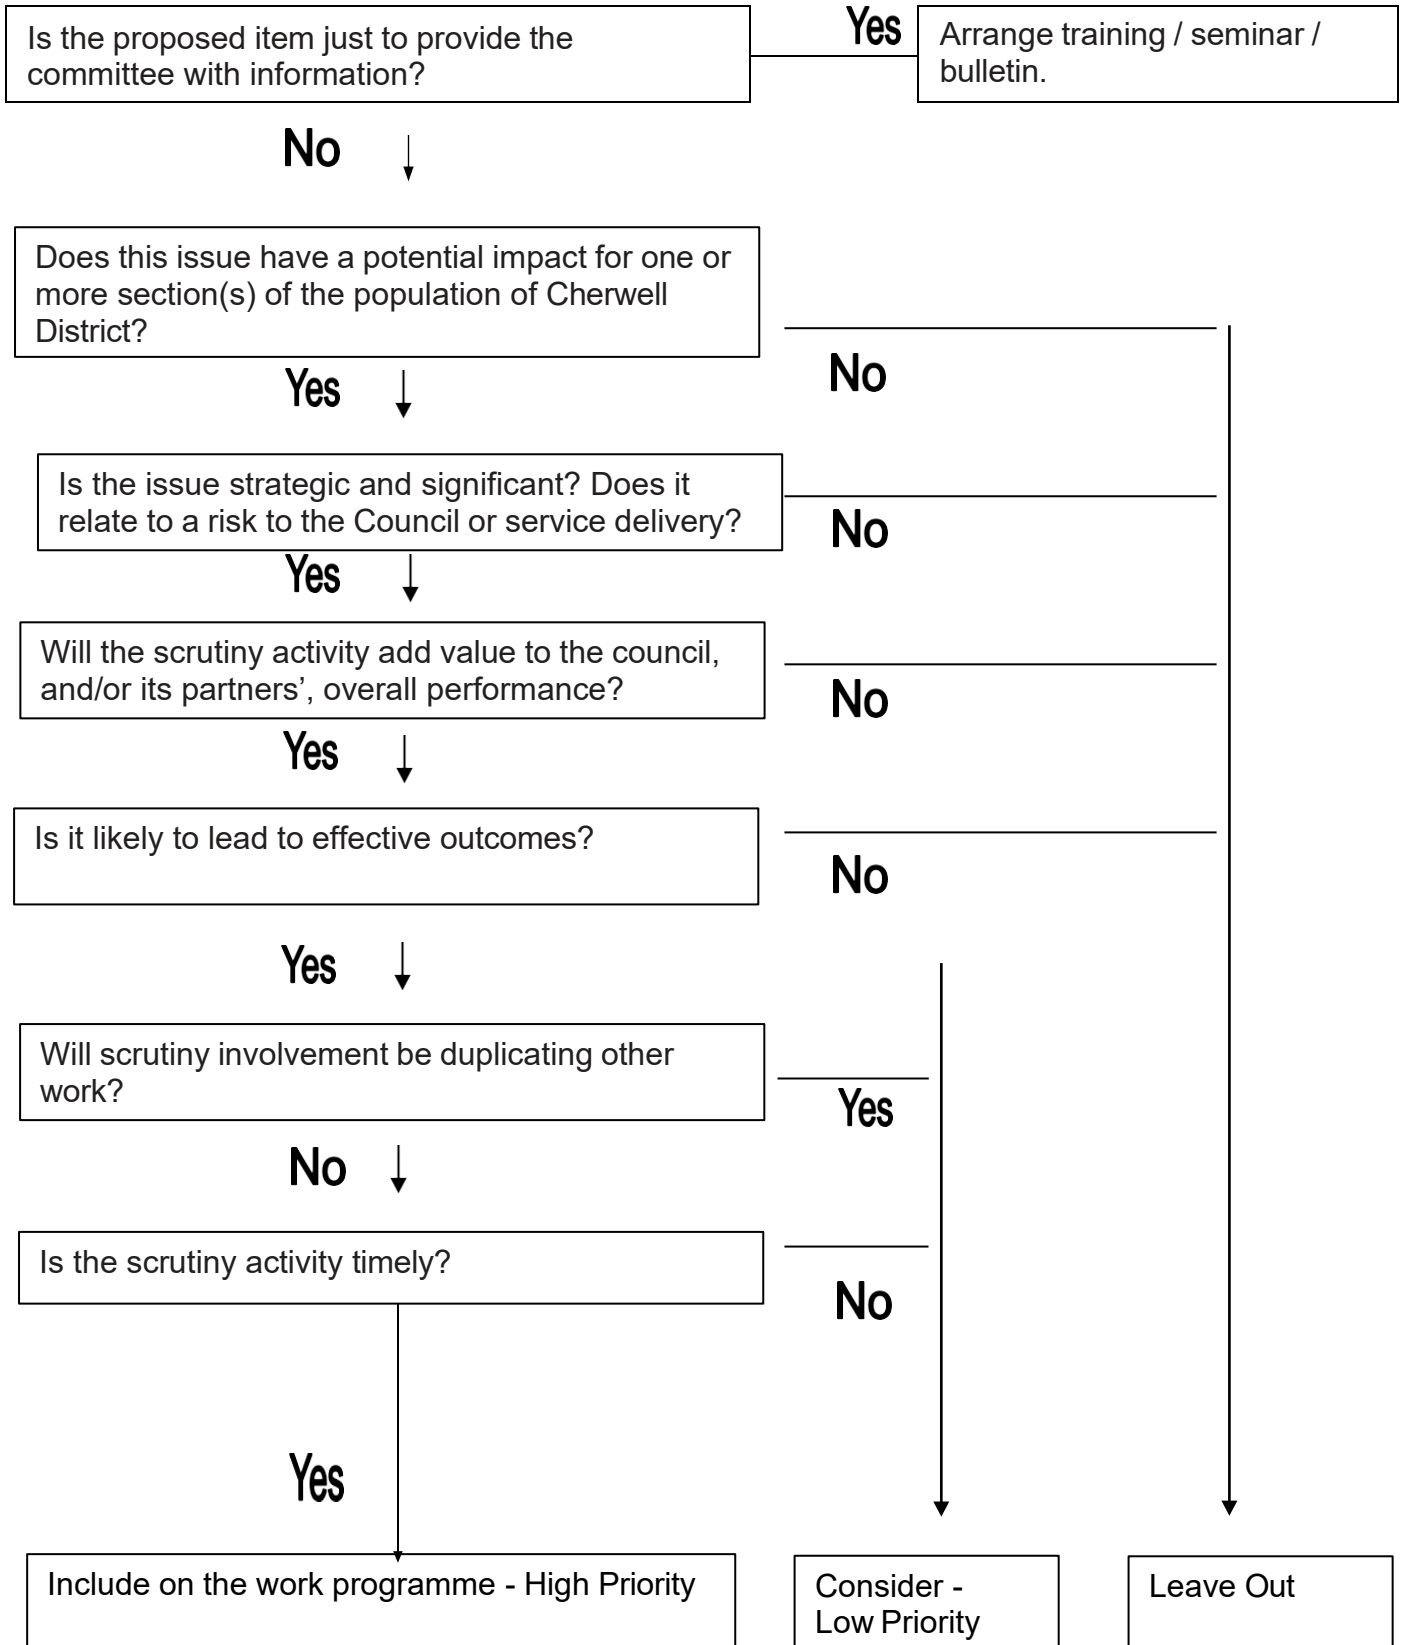 Is the proposed item just to provide the
committee with information?
Yes
Arrange training / seminar /
bulletin.
No
Does this issue have a potential impact for one or
more section(s) of the population of Cherwell
District?
No
Yes
Is the issue strategic and significant? Does it
relate to a risk to the Council or service delivery?
No
Yes
Will the scrutiny activity add value to the council,
and/or its partners’, overall performance?
No
Yes
Is it likely to lead to effective outcomes?
No
Yes
Will scrutiny involvement be duplicating other
work?
Yes
No
Is the scrutiny activity timely?
No
Yes
Include on the work programme - High Priority
Consider -
Low Priority
Leave Out